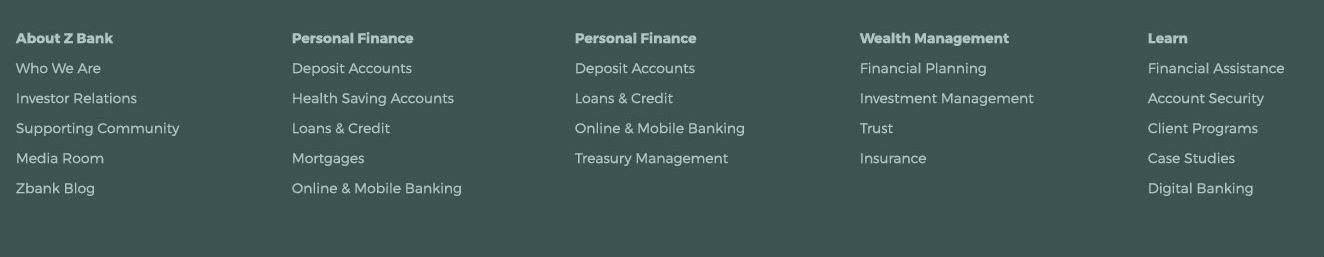 About Z Bank
Who We Are
Investor Relations
Supporting Community
Media Room
Zbank Blog
Personal Finance
Deposit Accounts
Health Saving Accounts
Loans & Credit
Mortgages
Online & Mobile Banking
Personal Finance
Deposit Accounts
Loans & Credit
Online & Mobile Banking
Treasury Management
Wealth Management
Financial Planning
Investment Management
Trust
Insurance
Learn
Financial Assistance
Account Security
Client Programs
Case Studies
Digital Banking